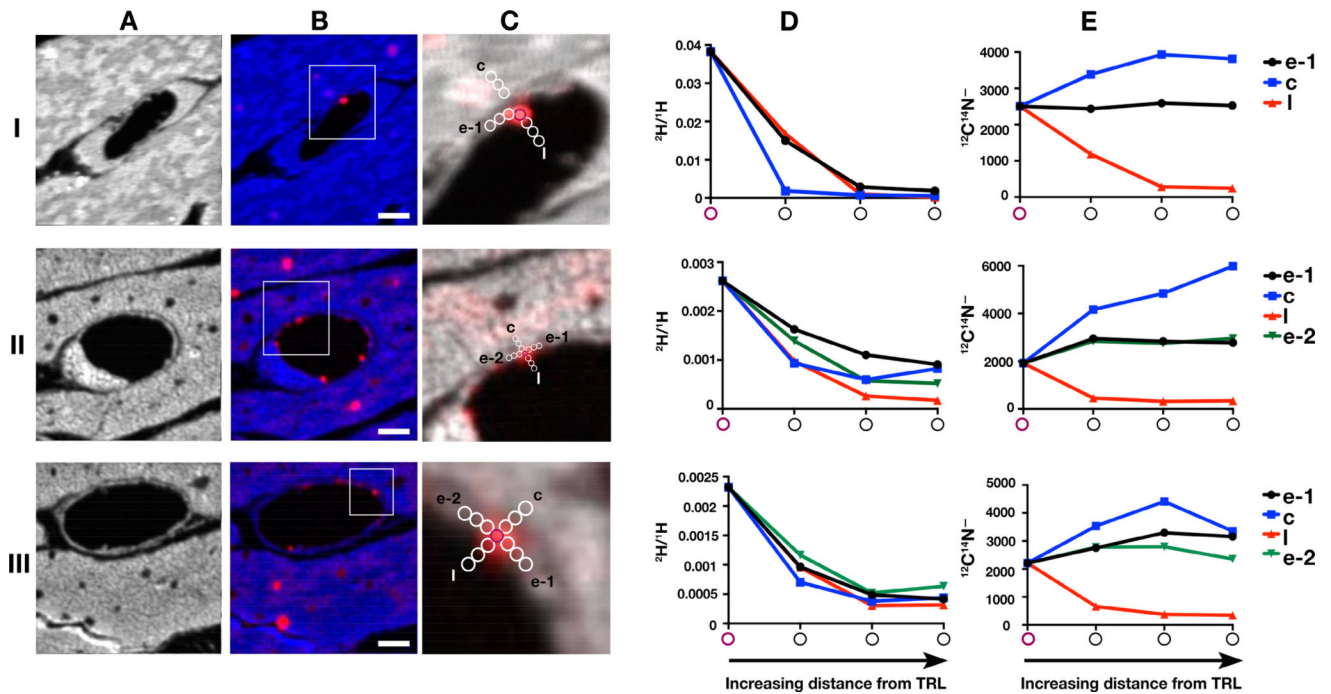 A B C D E
I
c
e-1
l
²H/¹H
0.04
0.03
0.02
0.01
0
¹²C¹⁴N⁻
4000
3000
2000
1000
0
e-1
c
l
II
c
e-1
e-2
l
²H/¹H
0.003
0.002
0.001
0
¹²C¹⁴N⁻
6000
4000
2000
0
e-1
c
l
e-2
III
e-2
c
l
e-1
²H/¹H
0.0025
0.002
0.0015
0.001
0.0005
0
¹²C¹⁴N⁻
5000
4000
3000
2000
1000
0
e-1
c
l
e-2
Increasing distance from TRL
Increasing distance from TRL